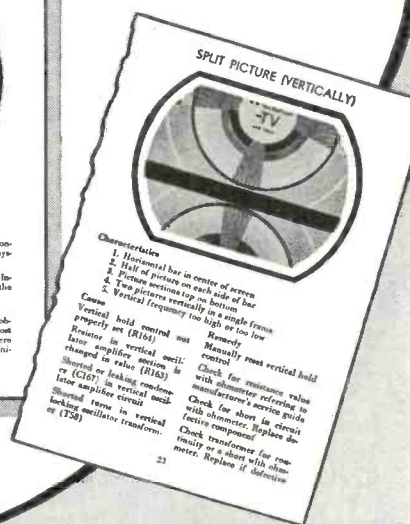 SPLIT PICTURE (VERTICALLY)
-TV
Characteristics
1. Horizontal bar in center of screen
2. Half of picture on each side of bar
3. Picture sections top on bottom
4. Two pictures vertically in a single frame
5. Vertical frequency too high or too low
Cause
Vertical hold control not
properly set (R164)
Resistor in vertical oscil-
lator amplifier section is
changed in value (R163)
Shorted or leaking condens-
er (C167) in vertical oscil-
lator amplifier circuit
Shorted turns in vertical
locking oscillator transform-
er (T58)
Remedy
Manually reset vertical hold
control
Check for resistance value
with ohmmeter referring to
manufacturer's service guide
Check for short in circuit
with ohmmeter. Replace de-
fective component
Check transformer for con-
tinuity or a short with ohm-
meter. Replace if defective
23